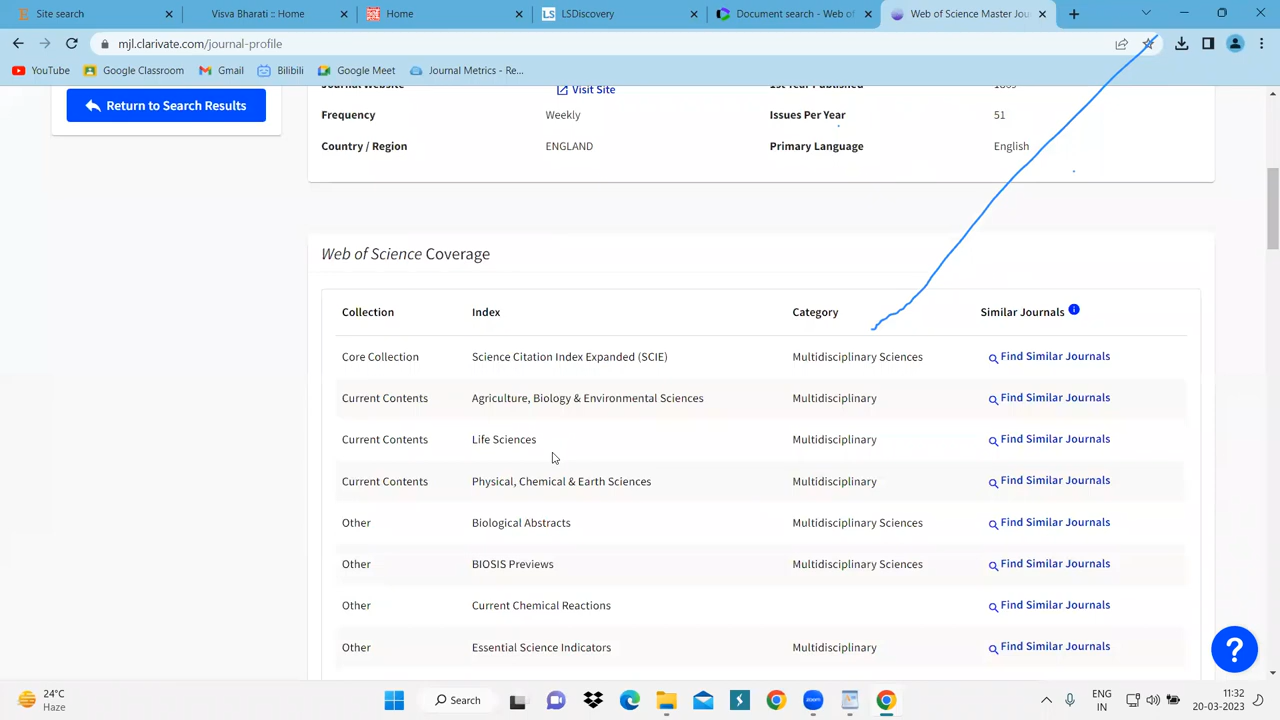 Site search
Visva Bharati :: Home
Home
LSDiscovery
Document search - Web of
Web of Science Master Jou
mjl.clarivate.com/journal-profile
YouTube Google Classroom Gmail Bilibili Google Meet Journal Metrics - Re...
Return to Search Results
Journal Website Visit Site 1st Year Published 1869
Frequency Weekly Issues Per Year 51
Country / Region ENGLAND Primary Language English
Web of Science Coverage
Collection Index Category Similar Journals
Core Collection Science Citation Index Expanded (SCIE) Multidisciplinary Sciences Find Similar Journals
Current Contents Agriculture, Biology & Environmental Sciences Multidisciplinary Find Similar Journals
Current Contents Life Sciences Multidisciplinary Find Similar Journals
Current Contents Physical, Chemical & Earth Sciences Multidisciplinary Find Similar Journals
Other Biological Abstracts Multidisciplinary Sciences Find Similar Journals
Other BIOSIS Previews Multidisciplinary Sciences Find Similar Journals
Other Current Chemical Reactions Find Similar Journals
Other Essential Science Indicators Multidisciplinary Find Similar Journals
?
24°C
Haze
Search
ENG
IN
11:32
20-03-2023